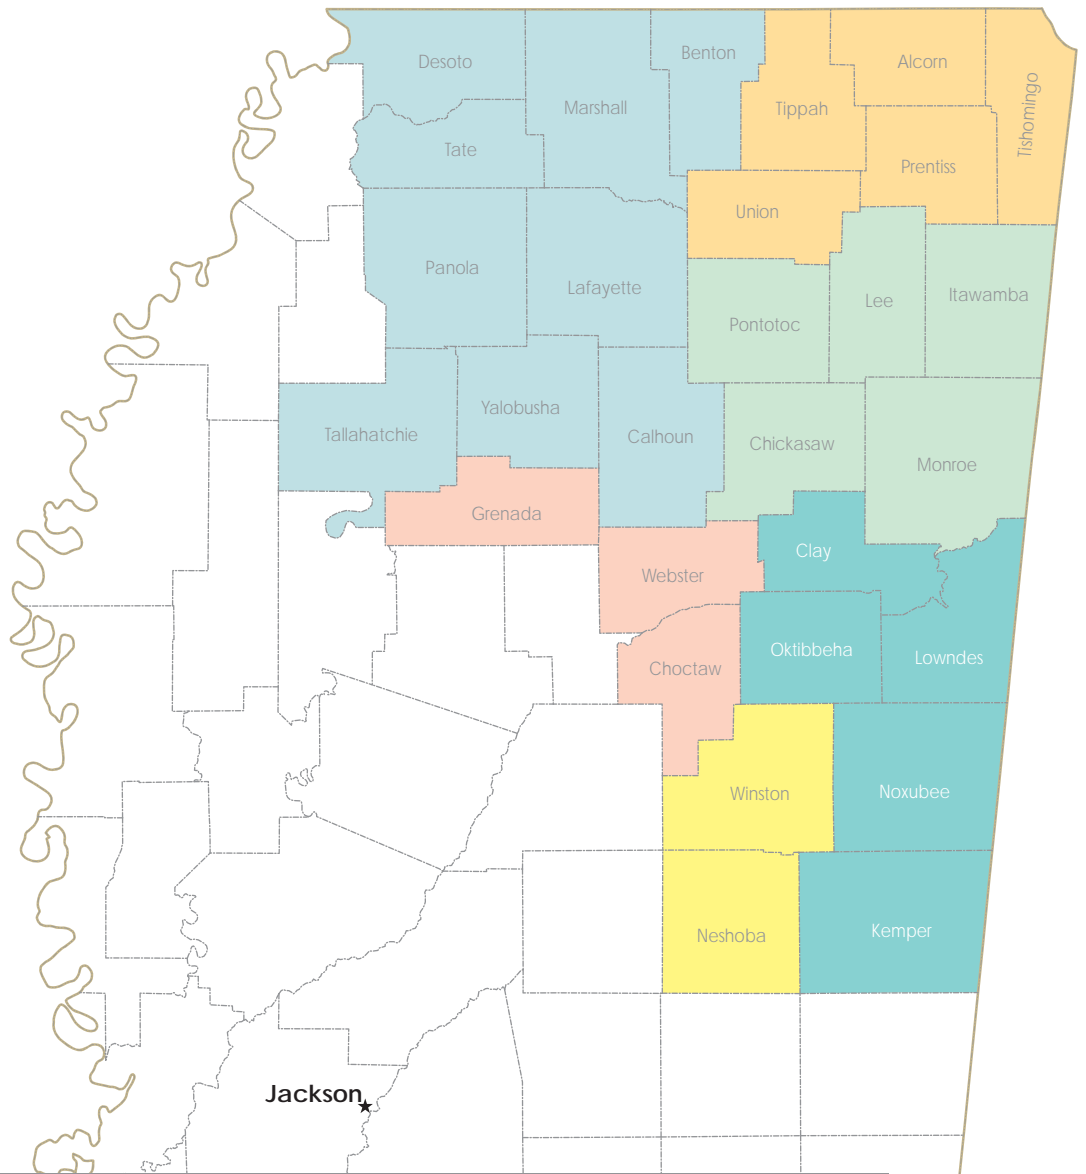 Desoto
Marshall
Benton
Tippah
Alcorn
Tishomingo
Tate
Prentiss
Union
Panola
Lafayette
Pontotoc
Lee
Itawamba
Tallahatchie
Yalobusha
Calhoun
Chickasaw
Monroe
Grenada
Webster
Clay
Choctaw
Oktibbeha
Lowndes
Winston
Noxubee
Neshoba
Kemper
Jackson